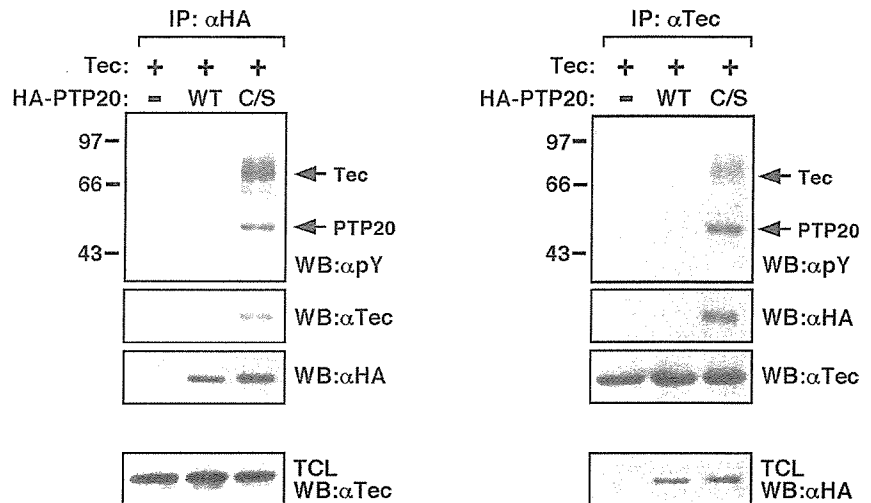 IP: αHA
Tec: + + +
HA-PTP20: - WT C/S
97
66
43
Tec
PTP20
WB:αpY
WB:αTec
WB:αHA
TCL
WB:αTec
IP: αTec
Tec: + + +
HA-PTP20: - WT C/S
97
66
43
Tec
PTP20
WB:αpY
WB:αHA
WB:αTec
TCL
WB:αHA